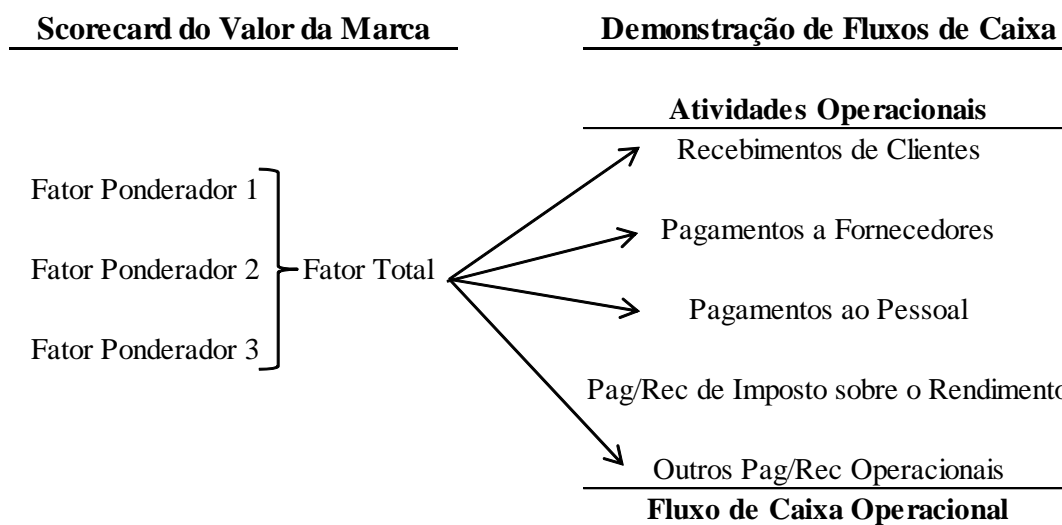 Scorecard do Valor da Marca
Demonstração de Fluxos de Caixa
Atividades Operacionais
Recebimentos de Clientes
Fator Ponderador 1
Pagamentos a Fornecedores
Fator Ponderador 2
Fator Total
Pagamentos ao Pessoal
Fator Ponderador 3
Pag/Rec de Imposto sobre o Rendimento
Outros Pag/Rec Operacionais
Fluxo de Caixa Operacional